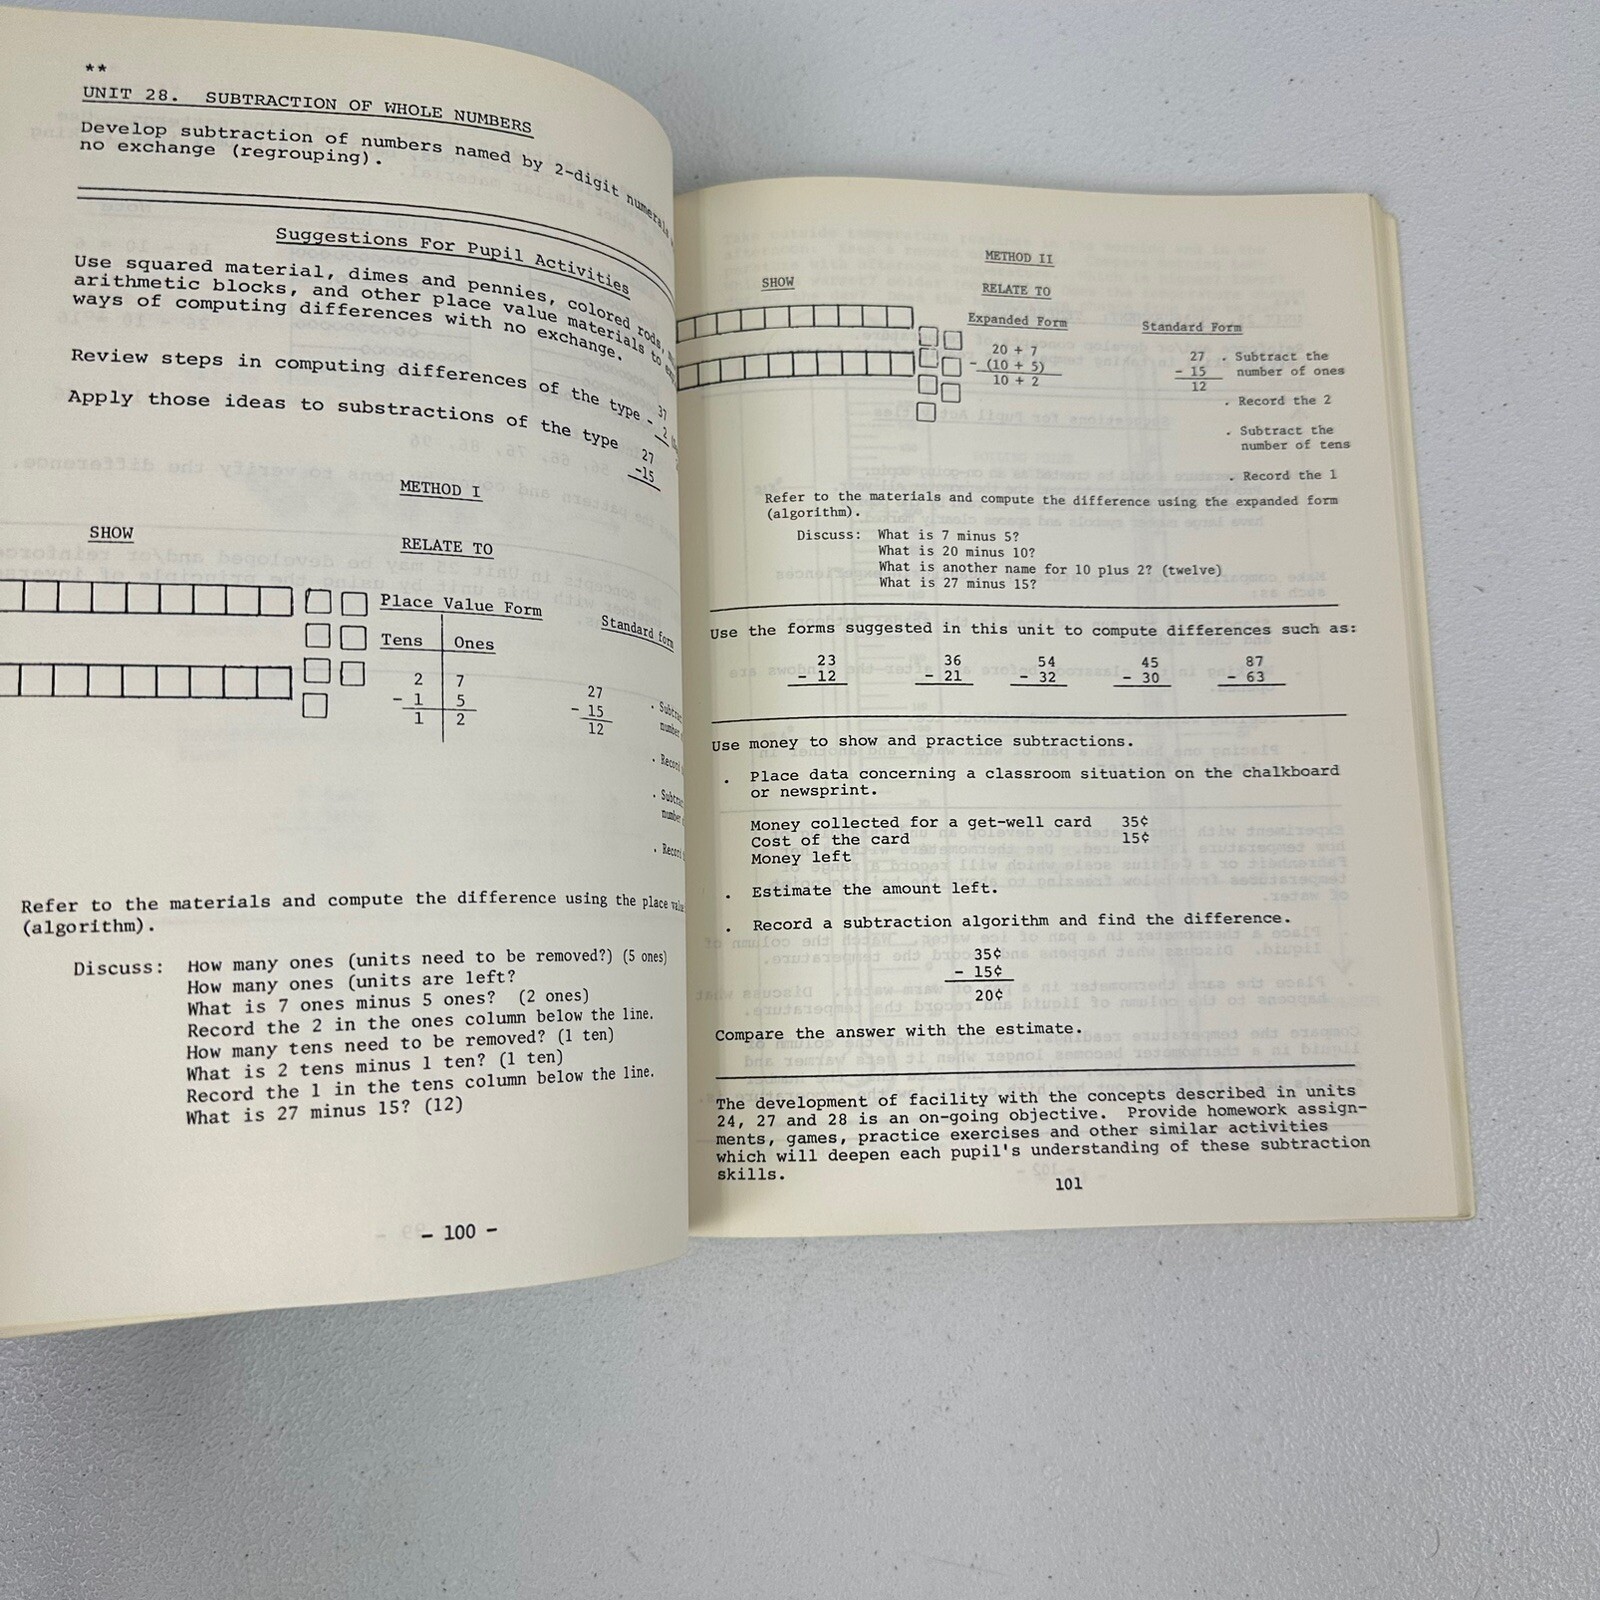 **
UNIT 28. SUBTRACTION OF WHOLE NUMBERS
Develop subtraction of numbers named by 2-digit numerals
no exchange (regrouping).
Suggestions For Pupil Activities
Use squared material, dimes and pennies, colored rods,
arithmetic blocks, and other place value materials to
ways of computing differences with no exchange.
Review steps in computing differences of the type 37
- 2
Apply those ideas to substractions of the type 27
-15
METHOD I
SHOW RELATE TO
Place Value Form Standard form
Tens Ones
2 7 27
- 1 5 - 15
1 2 12
. Record
. Record
Refer to the materials and compute the difference using the place
(algorithm).
Discuss: How many ones (units need to be removed?) (5 ones)
How many ones (units are left?
What is 7 ones minus 5 ones? (2 ones)
Record the 2 in the ones column below the line.
How many tens need to be removed? (1 ten)
What is 2 tens minus 1 ten? (1 ten)
Record the 1 in the tens column below the line.
What is 27 minus 15? (12)
- 100 -
METHOD II
SHOW RELATE TO
Expanded Form Standard Form
20 + 7 27 . Subtract the
- (10 + 5) - 15 number of ones
10 + 2 12
. Record the 2
. Subtract the
number of tens
. Record the 1
Refer to the materials and compute the difference using the expanded form
(algorithm).
Discuss: What is 7 minus 5?
What is 20 minus 10?
What is another name for 10 plus 2? (twelve)
What is 27 minus 15?
Use the forms suggested in this unit to compute differences such as:
23 36 54 45 87
- 12 - 21 - 32 - 30 - 63
Use money to show and practice subtractions.
. Place data concerning a classroom situation on the chalkboard
or newsprint.
Money collected for a get-well card 35¢
Cost of the card 15¢
Money left
. Estimate the amount left.
. Record a subtraction algorithm and find the difference.
35¢
- 15¢
20¢
Compare the answer with the estimate.
The development of facility with the concepts described in units
24, 27 and 28 is an on-going objective. Provide homework assign-
ments, games, practice exercises and other similar activities
which will deepen each pupil's understanding of these subtraction
skills.
101